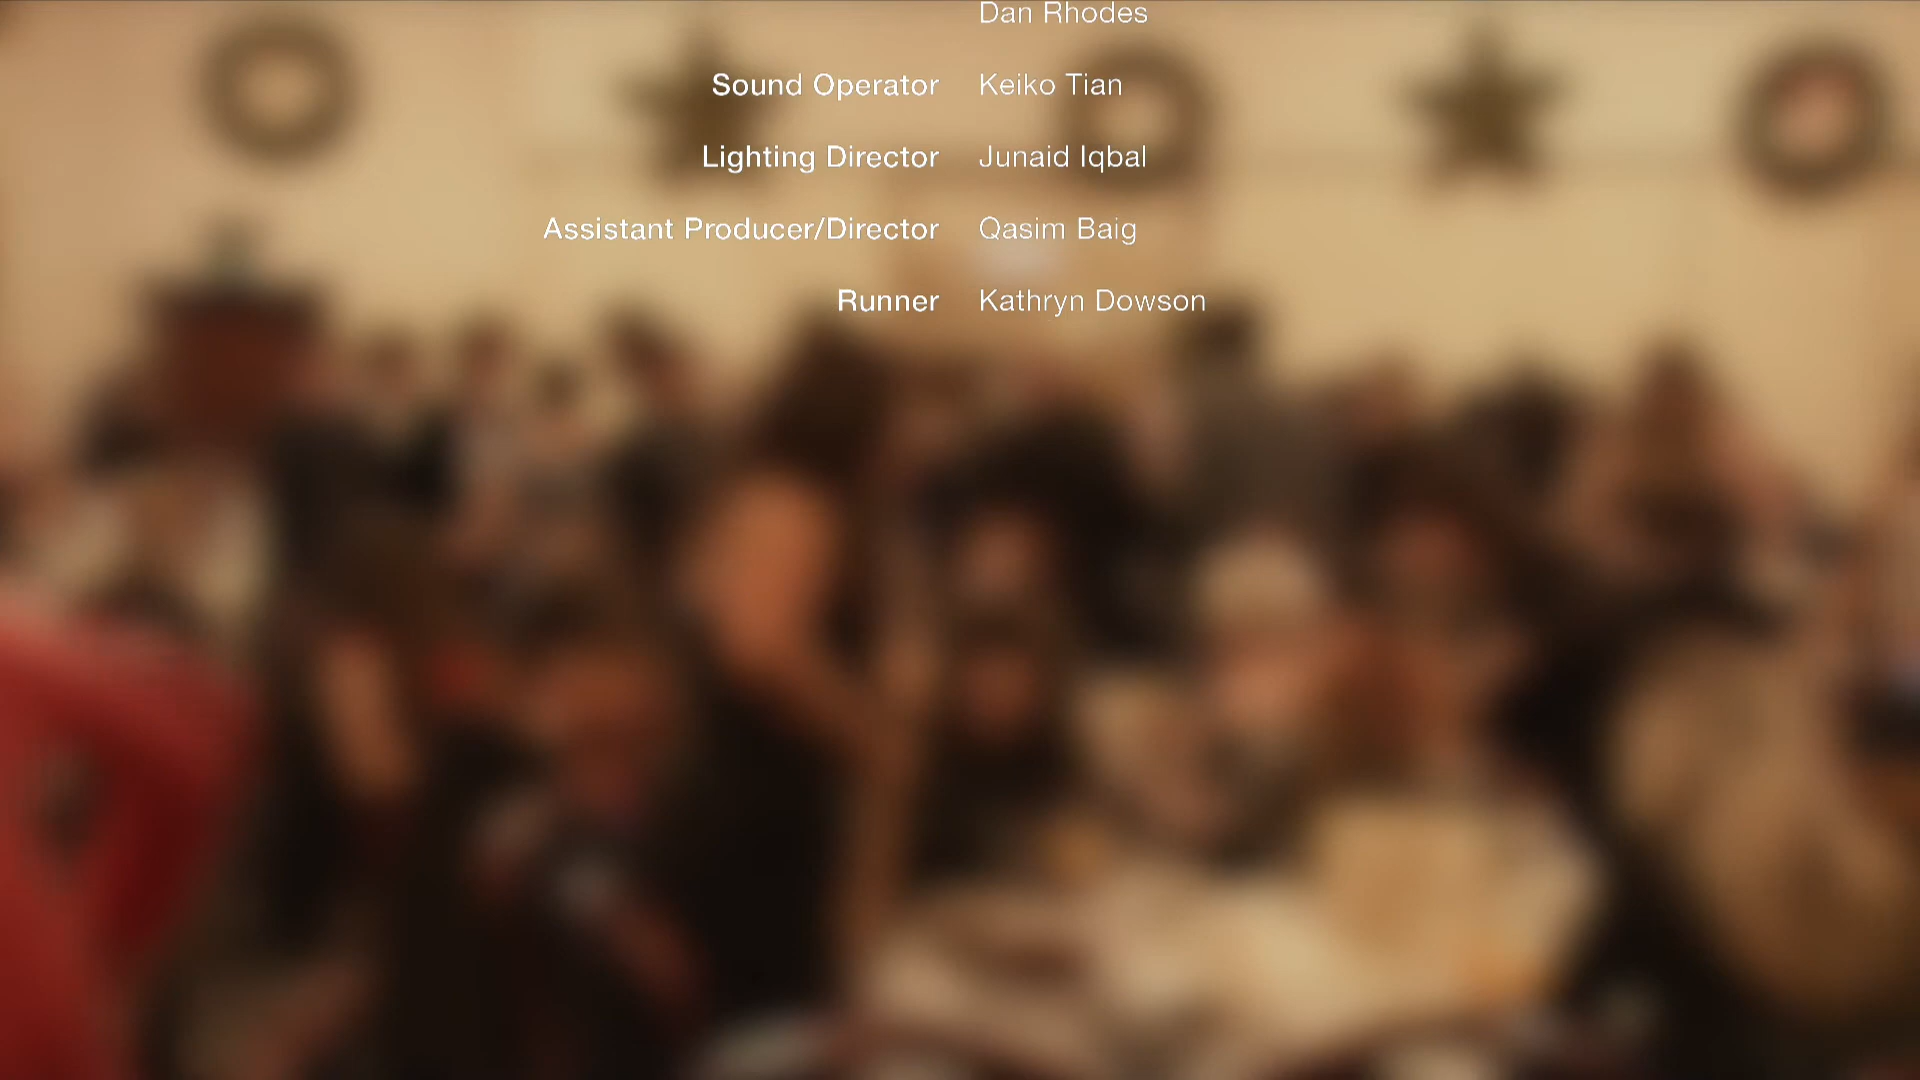 Dan Rhodes
Sound Operator Keiko Tian
Lighting Director Junaid Iqbal
Assistant Producer/Director Qasim Baig
Runner Kathryn Dowson